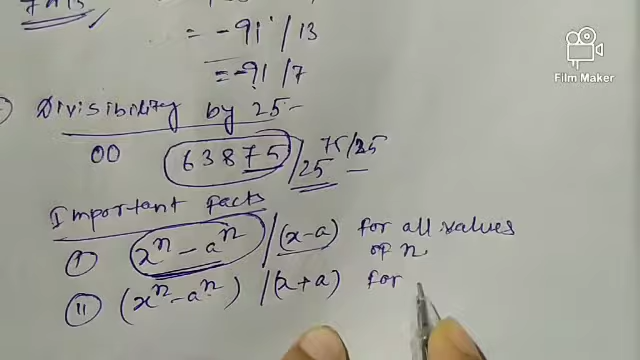 = -91 / 13
= -91 / 7
Film Maker
Divisibility by 25-
00 63875 / 25 75/25
Important facts
I x^n - a^n / (x-a) for all values
of n
II (x^n - a^n) / (x+a) for